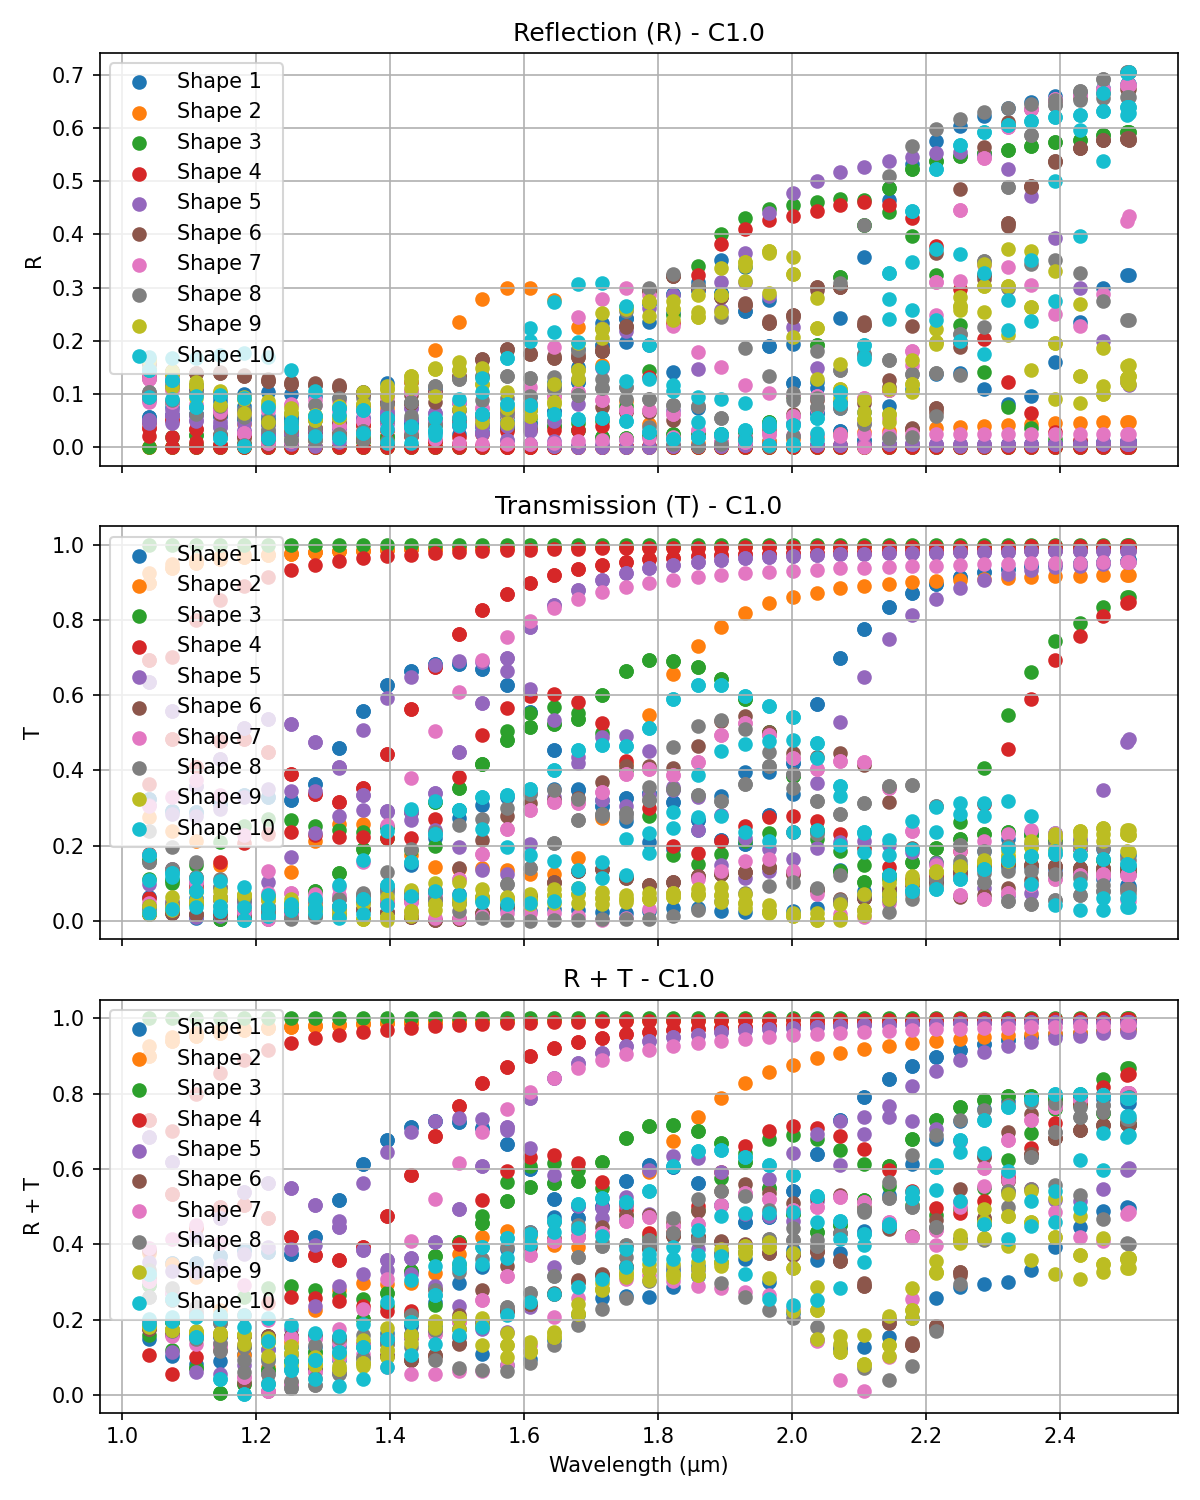 Reflection (R) - C1.0
0.7
0.6
0.5
0.4
0.3
0.2
0.1
0.0
R
Shape 1
Shape 2
Shape 3
Shape 4
Shape 5
Shape 6
Shape 7
Shape 8
Shape 9
Shape 10
Transmission (T) - C1.0
1.0
0.8
0.6
0.4
0.2
0.0
T
Shape 1
Shape 2
Shape 3
Shape 4
Shape 5
Shape 6
Shape 7
Shape 8
Shape 9
Shape 10
R + T - C1.0
1.0
0.8
0.6
0.4
0.2
0.0
R + T
Shape 1
Shape 2
Shape 3
Shape 4
Shape 5
Shape 6
Shape 7
Shape 8
Shape 9
Shape 10
1.0 1.2 1.4 1.6 1.8 2.0 2.2 2.4
Wavelength (μm)